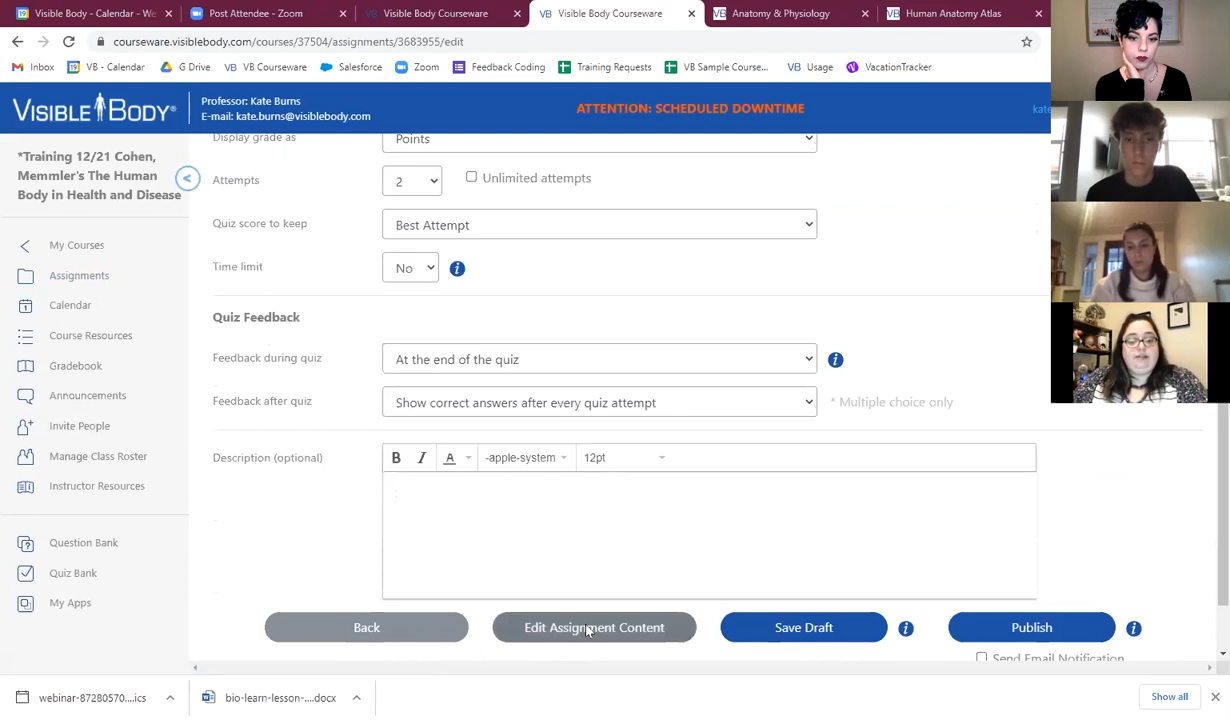 Visible Body - Calendar - We
Post Attendee - Zoom
Visible Body Courseware
Visible Body Courseware
Anatomy & Physiology
Human Anatomy Atlas
courseware.visiblebody.com/courses/37504/assignments/3683955/edit
Inbox
VB - Calendar
G Drive
VB Courseware
Salesforce
Zoom
Feedback Coding
Training Requests
VB Sample Course...
Usage
VacationTracker
VISIBLE BODY®
Professor: Kate Burns
E-mail: kate.burns@visiblebody.com
ATTENTION: SCHEDULED DOWNTIME
kate
*Training 12/21 Cohen,
Memmler's The Human
Body in Health and Disease
My Courses
Assignments
Calendar
Course Resources
Gradebook
Announcements
Invite People
Manage Class Roster
Instructor Resources
Question Bank
Quiz Bank
My Apps
Display grade as
Points
Attempts
2
Unlimited attempts
Quiz score to keep
Best Attempt
Time limit
No
Quiz Feedback
Feedback during quiz
At the end of the quiz
Feedback after quiz
Show correct answers after every quiz attempt
* Multiple choice only
Description (optional)
B I A -apple-system 12pt
Back
Edit Assignment Content
Save Draft
Publish
Send Email Notification
webinar-87280570....ics
bio-learn-lesson-....docx
Show all